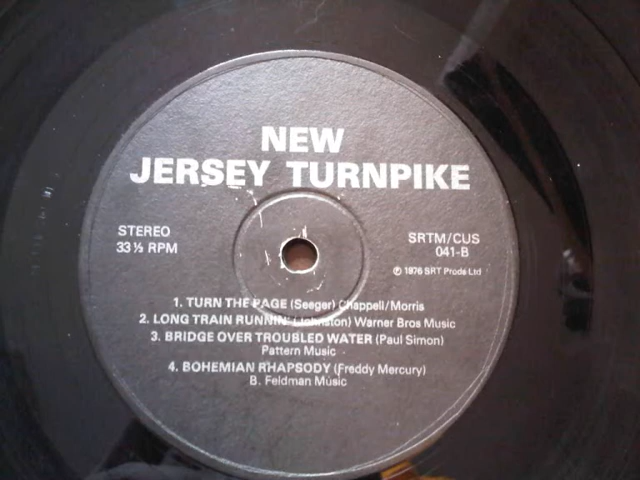 NEW
JERSEY TURNPIKE
STEREO
33⅓ RPM
SRTM/CUS
041-B
℗ 1976 SRT Prods Ltd
1. TURN THE PAGE (Seeger) Chappell/Morris
2. LONG TRAIN RUNNIN' (Johnston) Warner Bros Music
3. BRIDGE OVER TROUBLED WATER (Paul Simon)
Pattern Music
4. BOHEMIAN RHAPSODY (Freddy Mercury)
B. Feldman Music